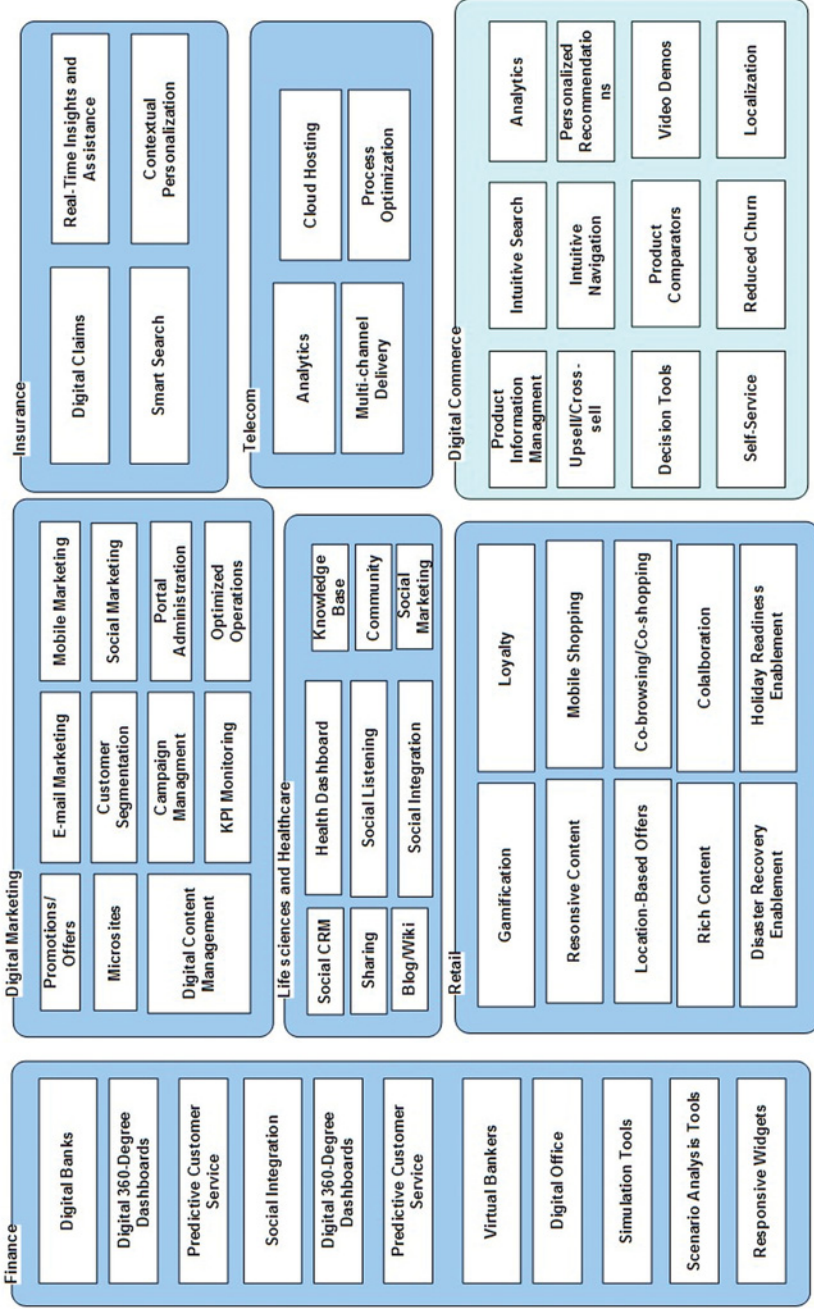 Finance
Digital Banks
Digital 360-Degree
Dashboards
Predictive Customer
Service
Social Integration
Digital 360-Degree
Dashboards
Predictive Customer
Service
Virtual Bankers
Digital Office
Simulation Tools
Scenario Analysis Tools
Responsive Widgets
Digital Marketing
Promotions/
Offers
E-mail Marketing
Mobile Marketing
Microsites
Customer
Segmentation
Social Marketing
Digital Content
Management
Campaign
Managment
Portal
Administration
KPI Monitoring
Optimized
Operations
Life sciences and Healthcare
Social CRM
Health Dashboard
Knowledge
Base
Sharing
Social Listening
Community
Blog/Wiki
Social Integration
Social
Marketing
Retail
Gamification
Loyalty
Resonsive Content
Mobile Shopping
Location-Based Offers
Co-browsing/Co-shopping
Rich Content
Colalboration
Disaster Recovery
Enablement
Holiday Readiness
Enablement
Insurance
Digital Claims
Real-Time Insights and
Assistance
Smart Search
Contextual
Personalization
Telecom
Analytics
Cloud Hosting
Multi-channel
Delivery
Process
Optimization
Digital Commerce
Product
Information
Managment
Intuitive Search
Analytics
Upsell/Cross-
sell
Intuitive
Navigation
Personalized
Recommendatio
ns
Decision Tools
Product
Comparators
Video Demos
Self-Service
Reduced Churn
Localization